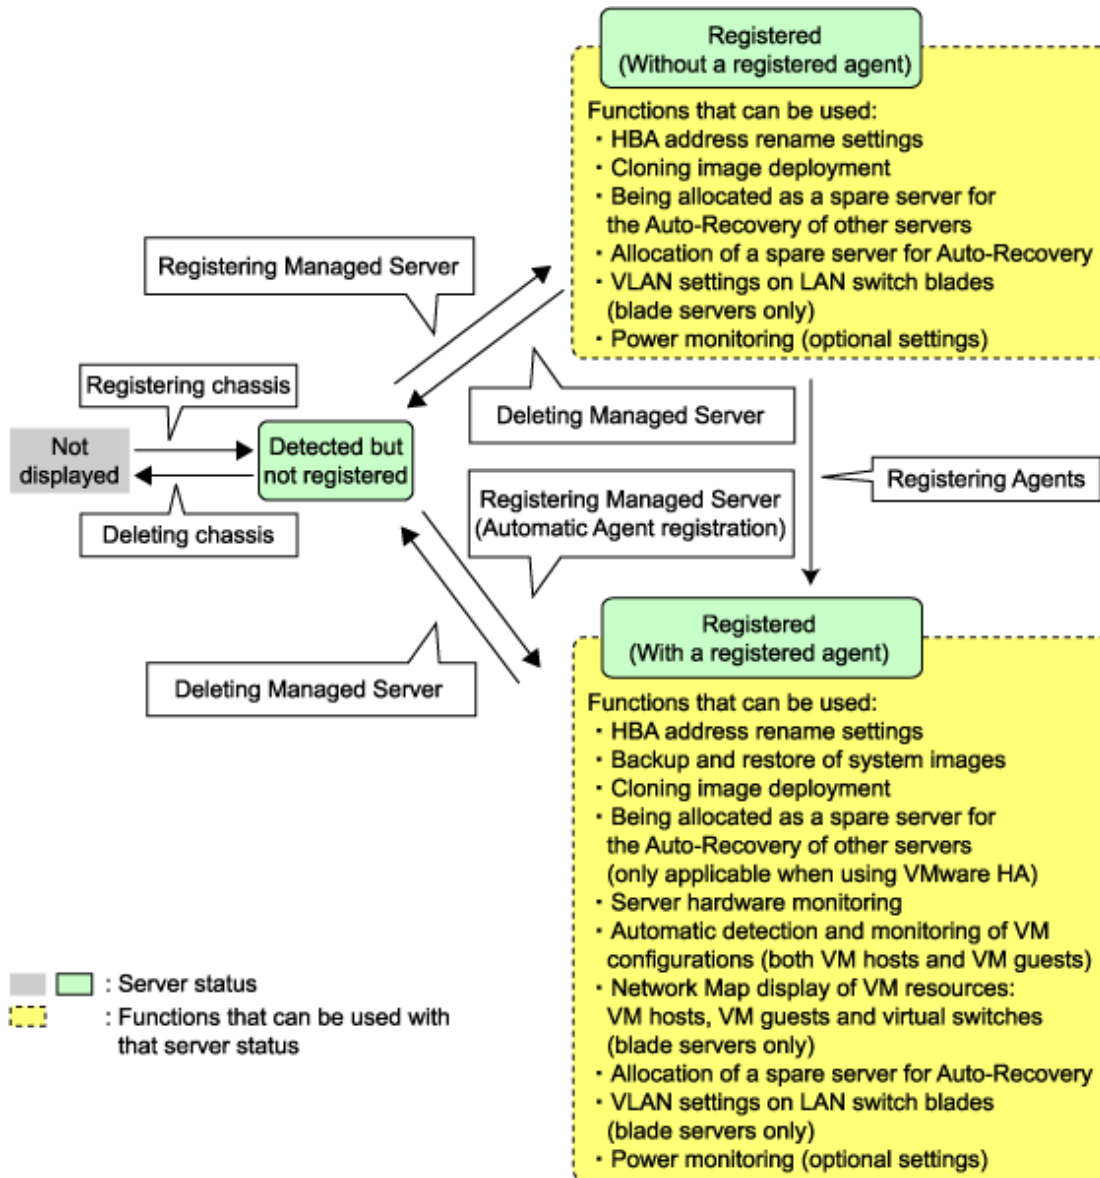 Registered
(Without a registered agent)
Functions that can be used:
・HBA address rename settings
・Cloning image deployment
・Being allocated as a spare server for
the Auto-Recovery of other servers
・Allocation of a spare server for Auto-Recovery
・VLAN settings on LAN switch blades
(blade servers only)
・Power monitoring (optional settings)
Registering Managed Server
Registering chassis
Deleting Managed Server
Not
displayed
Detected but
not registered
Registering Agents
Registering Managed Server
(Automatic Agent registration)
Deleting chassis
Deleting Managed Server
Registered
(With a registered agent)
Functions that can be used:
・HBA address rename settings
・Backup and restore of system images
・Cloning image deployment
・Being allocated as a spare server for
the Auto-Recovery of other servers
(only applicable when using VMware HA)
・Server hardware monitoring
・Automatic detection and monitoring of VM
configurations (both VM hosts and VM guests)
・Network Map display of VM resources:
VM hosts, VM guests and virtual switches
(blade servers only)
・Allocation of a spare server for Auto-Recovery
・VLAN settings on LAN switch blades
(blade servers only)
・Power monitoring (optional settings)
: Server status
: Functions that can be used with
that server status